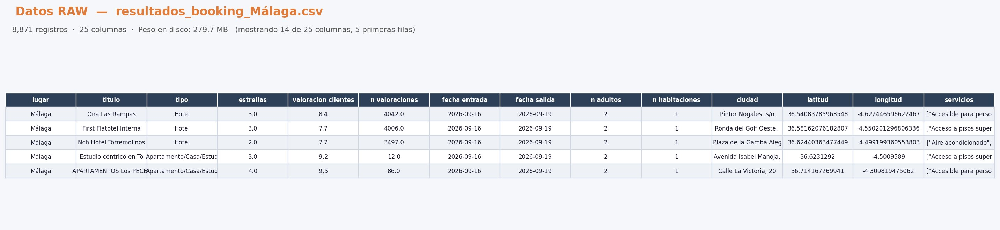 Datos RAW — resultados_booking_Málaga.csv
8,871 registros · 25 columnas · Peso en disco: 279.7 MB (mostrando 14 de 25 columnas, 5 primeras filas)
lugar titulo tipo estrellas valoracion clientes n valoraciones fecha entrada fecha salida n adultos n habitaciones ciudad latitud longitud servicios
Málaga Ona Las Rampas Hotel 3.0 8,4 4042.0 2026-09-16 2026-09-19 2 1 Pintor Nogales, s/n 36.54083785963548 -4.622446596622467 ["Accesible para perso
Málaga First Flatotel Interna Hotel 3.0 7,7 4006.0 2026-09-16 2026-09-19 2 1 Ronda del Golf Oeste, 36.58162076182807 -4.550201296806336 ["Acceso a pisos super
Málaga Nch Hotel Torremolinos Hotel 2.0 7,7 3497.0 2026-09-16 2026-09-19 2 1 Plaza de la Gamba Aleg 36.62440363477449 -4.499199360553803 ["Aire acondicionado",
Málaga Estudio céntrico en To Apartamento/Casa/Estud 3.0 9,2 12.0 2026-09-16 2026-09-19 2 1 Avenida Isabel Manoja, 36.6231292 -4.5009589 ["Acceso a pisos super
Málaga APARTAMENTOS Los PECE Apartamento/Casa/Estud 4.0 9,5 86.0 2026-09-16 2026-09-19 2 1 Calle La Victoria, 20 36.714167269941 -4.309819475062 ["Accesible para perso